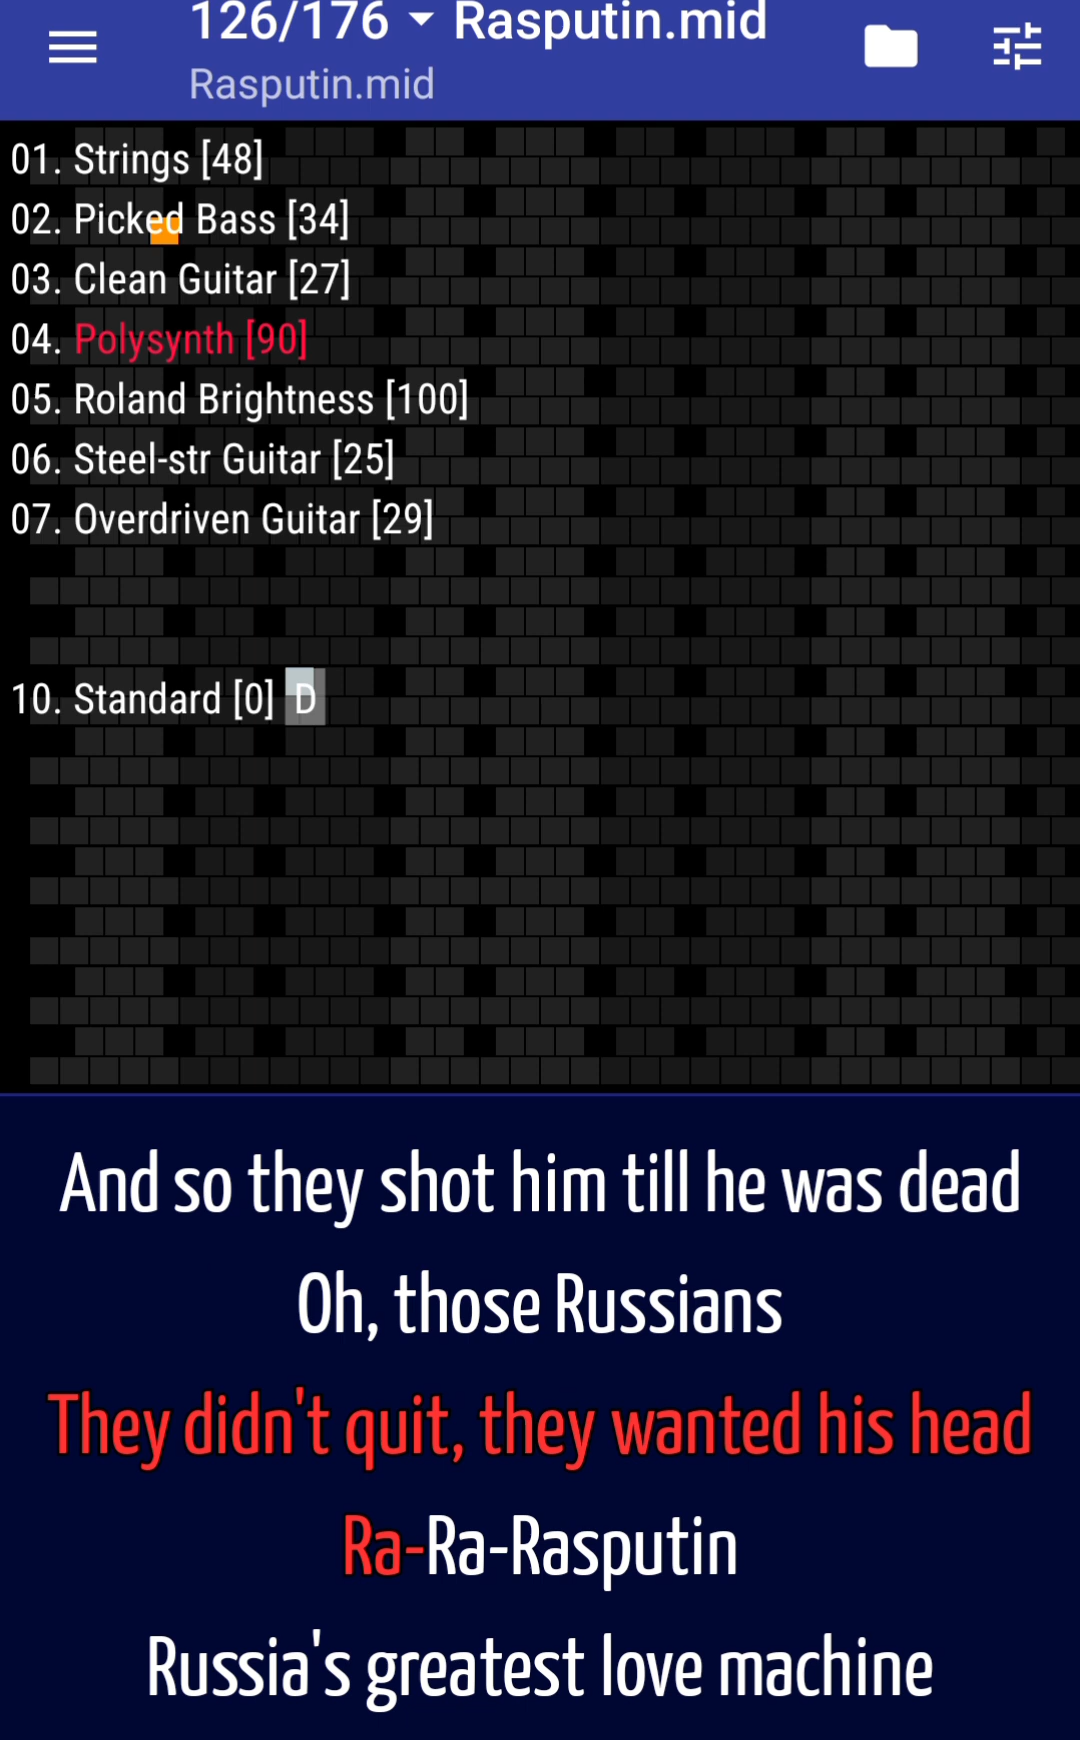 126/176 Rasputin.mid
Rasputin.mid
01. Strings [48]
02. Picked Bass [34]
03. Clean Guitar [27]
04. Polysynth [90]
05. Roland Brightness [100]
06. Steel-str Guitar [25]
07. Overdriven Guitar [29]
10. Standard [0] D
And so they shot him till he was dead
Oh, those Russians
They didn't quit, they wanted his head
Ra-Ra-Rasputin
Russia's greatest love machine